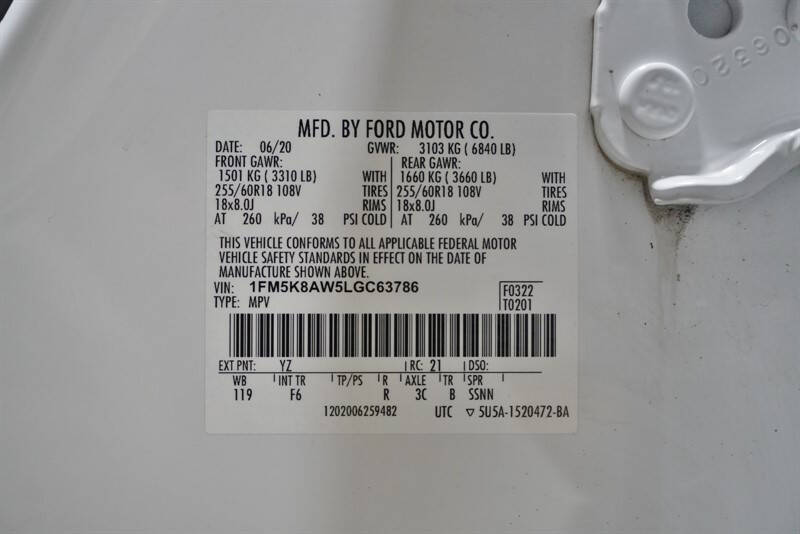 MFD. BY FORD MOTOR CO.
DATE: 06/20 GVWR: 3103 KG ( 6840 LB)
FRONT GAWR: REAR GAWR:
1501 KG ( 3310 LB) WITH 1660 KG ( 3660 LB) WITH
255/60R18 108V TIRES 255/60R18 108V TIRES
18x8.0J RIMS 18x8.0J RIMS
AT 260 kPa/ 38 PSI COLD AT 260 kPa/ 38 PSI COLD
THIS VEHICLE CONFORMS TO ALL APPLICABLE FEDERAL MOTOR
VEHICLE SAFETY STANDARDS IN EFFECT ON THE DATE OF
MANUFACTURE SHOWN ABOVE.
VIN: 1FM5K8AW5LGC63786 F0322
TYPE: MPV T0201
EXT PNT: YZ RC: 21 DSO:
WB INT TR TP/PS R AXLE TR SPR
119 F6 R 3C B SSNN
1202006259482 UTC ▽ 5U5A-1520472-BA
06320